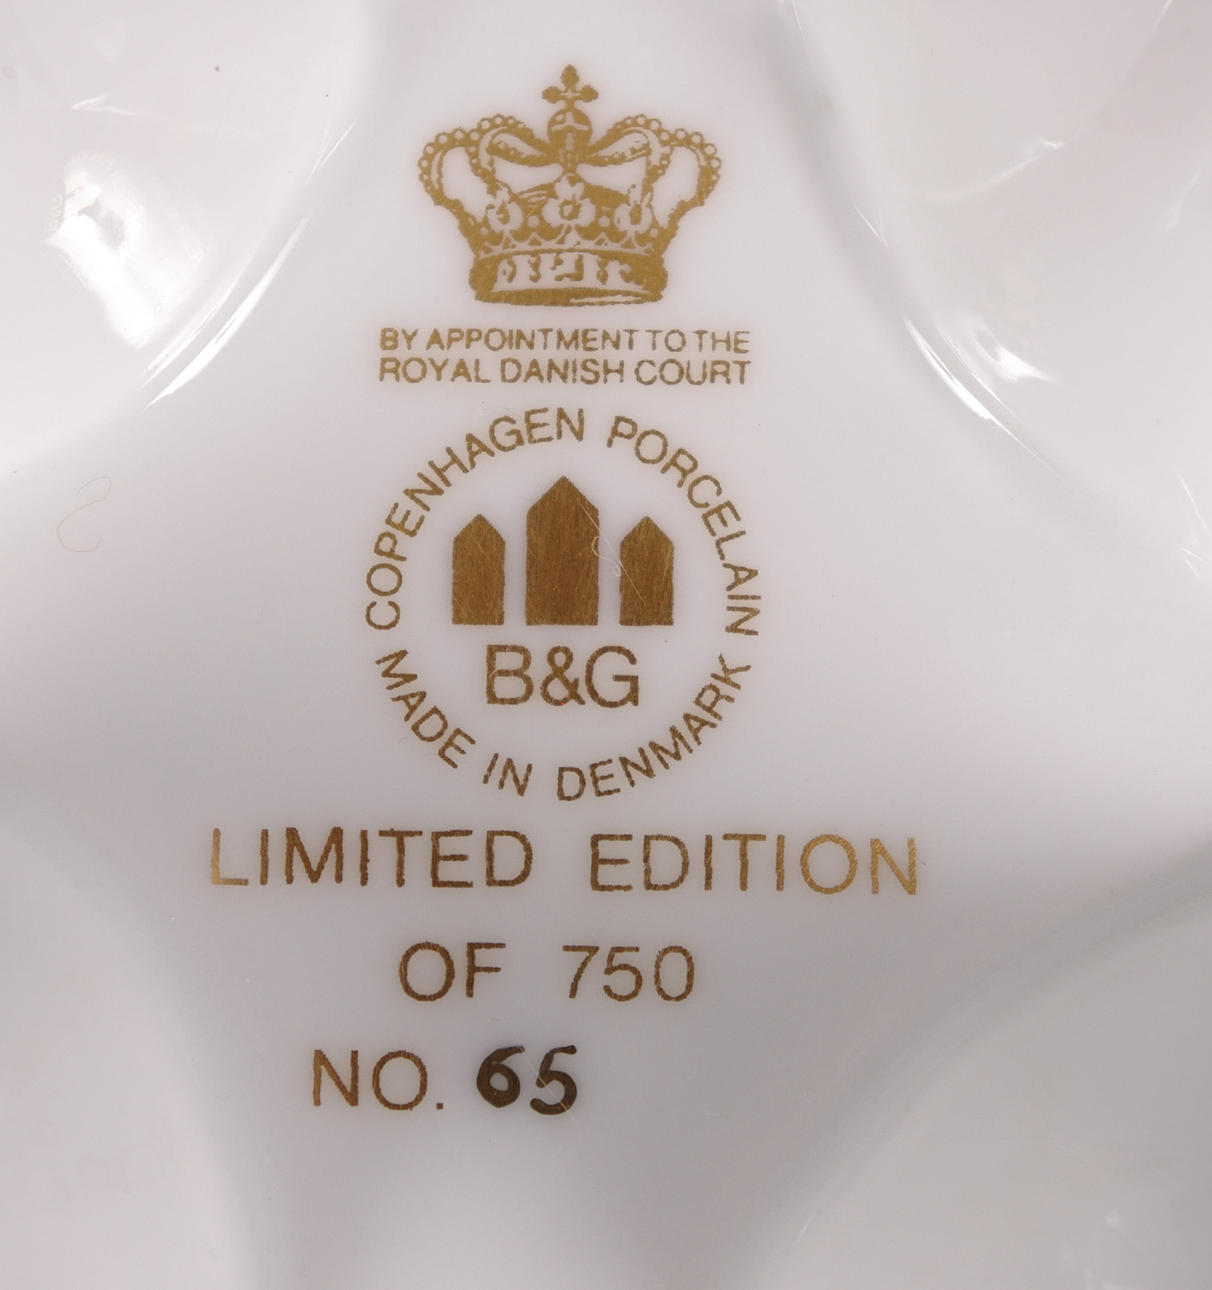 BY APPOINTMENT TO THE
ROYAL DANISH COURT
COPENHAGEN PORCELAIN
B&G
MADE IN DENMARK
LIMITED EDITION
OF 750
NO. 65